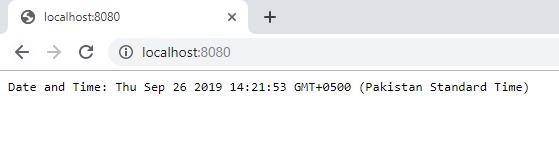 localhost:8080
localhost:8080
Date and Time: Thu Sep 26 2019 14:21:53 GMT+0500 (Pakistan Standard Time)